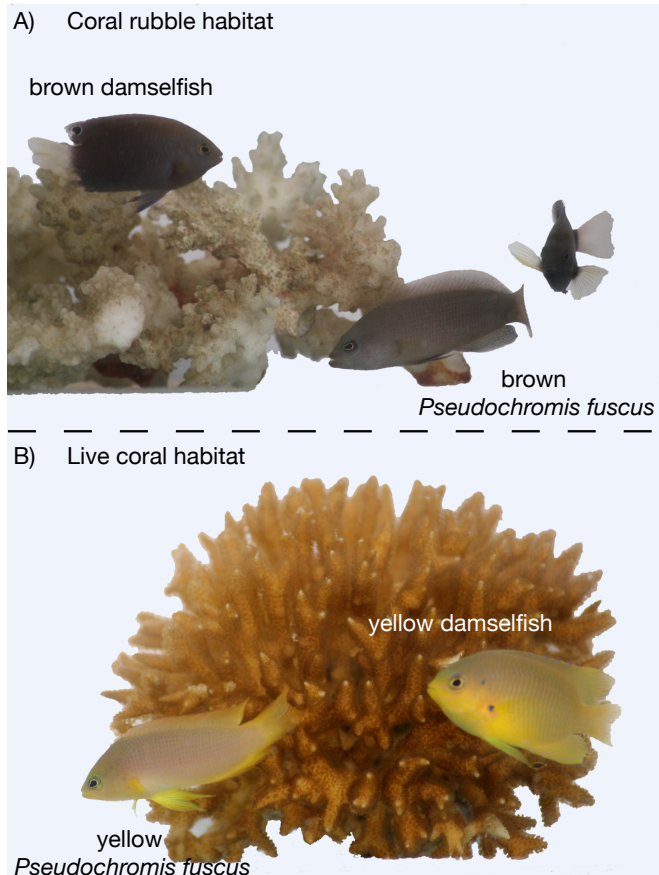 A) Coral rubble habitat
brown damselfish
brown
Pseudochromis fuscus
B) Live coral habitat
yellow damselfish
yellow
Pseudochromis fuscus